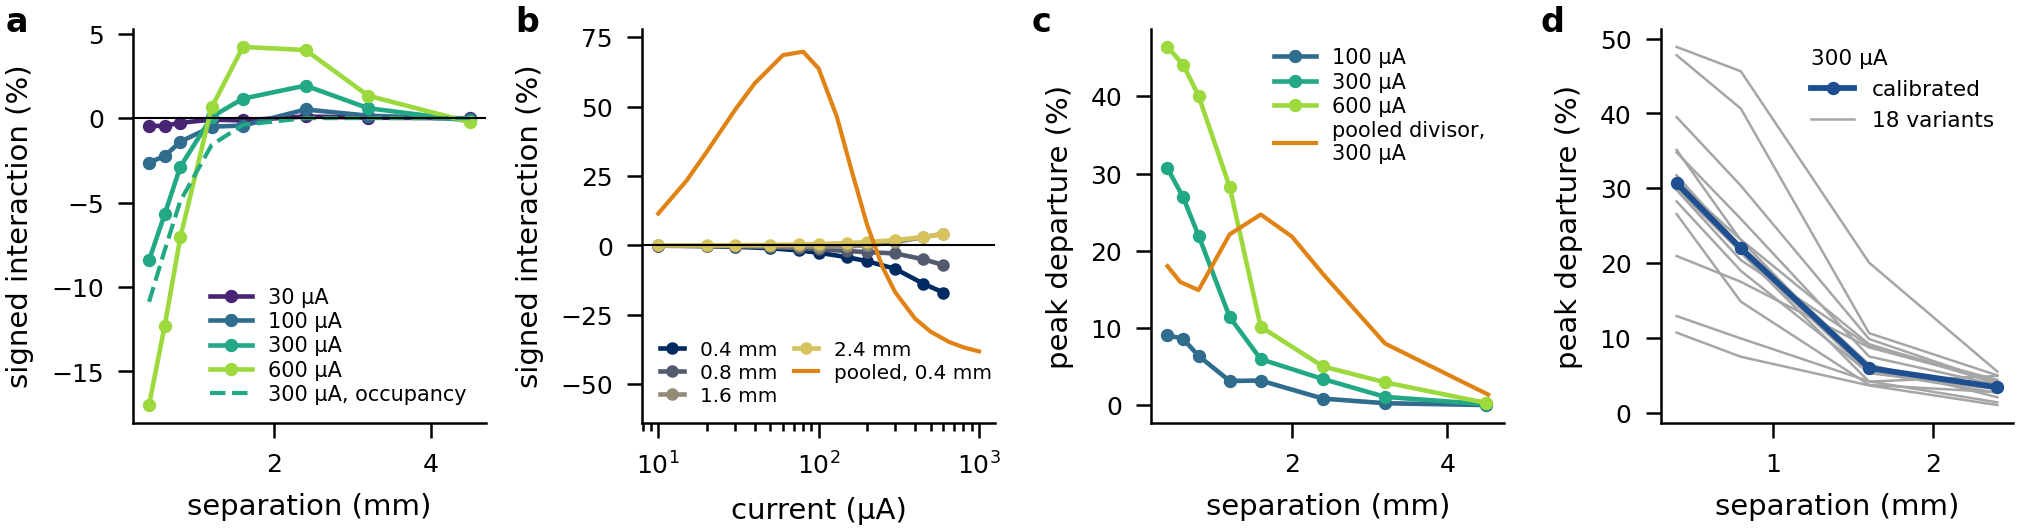 a
5
0
−5
−10
−15
signed interaction (%)
30 µA
100 µA
300 µA
600 µA
300 µA, occupancy
2
4
separation (mm)
b
75
50
25
0
−25
−50
signed interaction (%)
0.4 mm
0.8 mm
1.6 mm
2.4 mm
pooled, 0.4 mm
10¹
10²
10³
current (µA)
c
40
30
20
10
0
peak departure (%)
100 µA
300 µA
600 µA
pooled divisor,
300 µA
2
4
separation (mm)
d
50
40
30
20
10
0
peak departure (%)
300 µA
calibrated
18 variants
1
2
separation (mm)